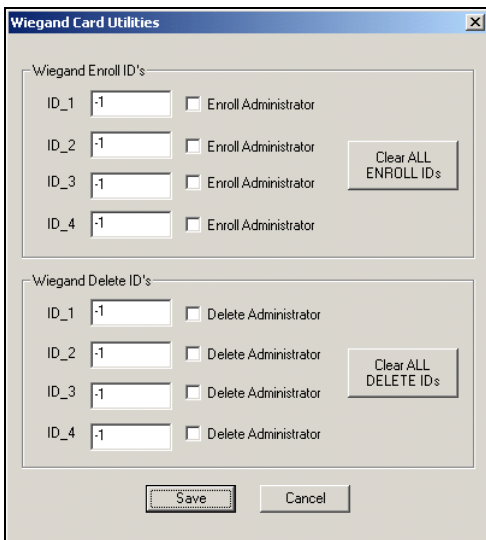 Wiegand Card Utilities
Wiegand Enroll ID's
ID_1 -1 Enroll Administrator
ID_2 -1 Enroll Administrator
Clear ALL
ENROLL IDs
ID_3 -1 Enroll Administrator
ID_4 -1 Enroll Administrator
Wiegand Delete ID's
ID_1 -1 Delete Administrator
ID_2 -1 Delete Administrator
Clear ALL
DELETE IDs
ID_3 -1 Delete Administrator
ID_4 -1 Delete Administrator
Save Cancel